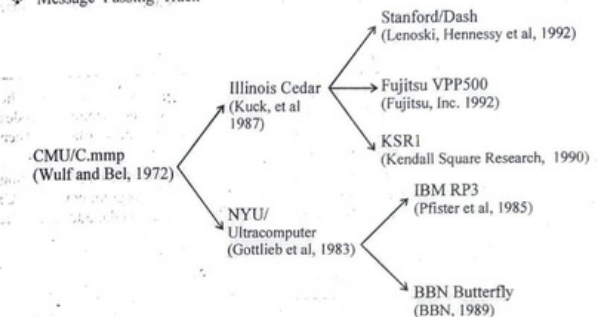 Message-Passing Track
Stanford/Dash
(Lenoski, Hennessy et al, 1992)
Illinois Cedar
(Kuck, et al
1987)
Fujitsu VPP500
(Fujitsu, Inc. 1992)
KSR1
(Kendall Square Research, 1990)
CMU/C.mmp
(Wulf and Bel, 1972)
NYU/
Ultracomputer
(Gottlieb et al, 1983)
IBM RP3
(Pfister et al, 1985)
BBN Butterfly
(BBN, 1989)